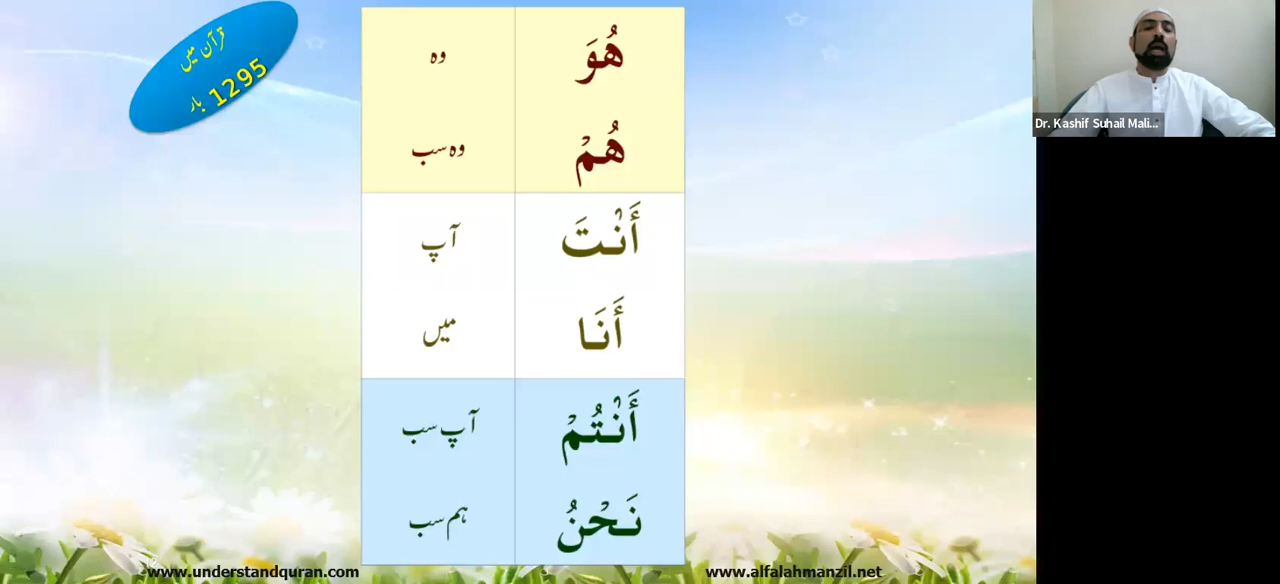 قرآن میں
1295 بار
هُوَ وہ
هُمْ وہ سب
أَنْتَ آپ
أَنَا میں
أَنْتُمْ آپ سب
نَحْنُ ہم سب
Dr. Kashif Suhail Mali...
www.understandquran.com
www.alfalahmanzil.net